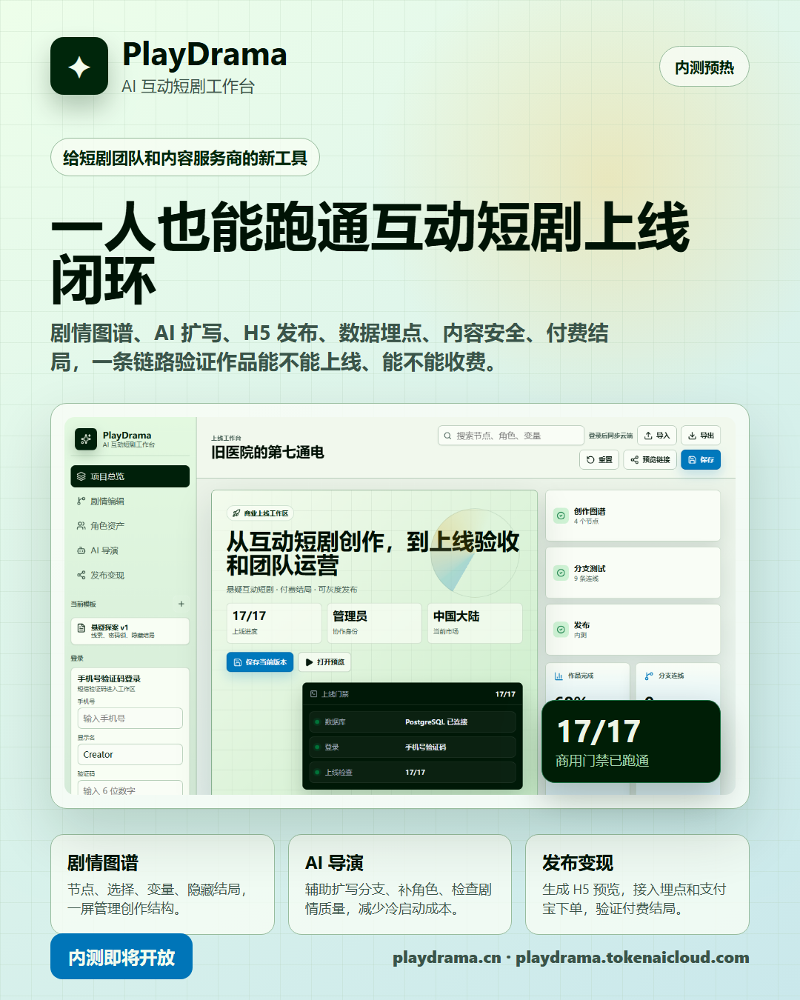 PlayDrama
AI 互动短剧工作台
内测预热
给短剧团队和内容服务商的新工具
一人也能跑通互动短剧上线
闭环
剧情图谱、AI 扩写、H5 发布、数据埋点、内容安全、付费结
局，一条链路验证作品能不能上线、能不能收费。
PlayDrama
AI 互动短剧工作台
项目总览
剧情编辑
角色资产
AI 导演
发布变现
当前模板
悬疑探案 v1
线索、密码锁、隐藏结局
登录
手机号验证码登录
短信验证码进入工作区
手机号
输入手机号
显示名
Creator
验证码
输入 6 位数字
上线工作台
旧医院的第七通电
搜索节点、角色、变量
登录后同步云端
导入
导出
重置
预览链接
保存
商业上线工作区
从互动短剧创作，到上线验收
和团队运营
悬疑互动短剧 · 付费结局 · 可灰度发布
17/17
上线进度
管理员
协作身份
中国大陆
当前市场
保存当前版本
打开预览
上线门禁
17/17
数据库
PostgreSQL 已连接
登录
手机号验证码
上线检查
17/17
创作图谱
4 个节点
分支测试
9 条连线
发布
内测
作品完成
分支连线
17/17
商用门禁已跑通
剧情图谱
节点、选择、变量、隐藏结局，
一屏管理创作结构。
AI 导演
辅助扩写分支、补角色、检查剧
情质量，减少冷启动成本。
发布变现
生成 H5 预览，接入埋点和支付
宝下单，验证付费结局。
内测即将开放
playdrama.cn · playdrama.tokenaicloud.com